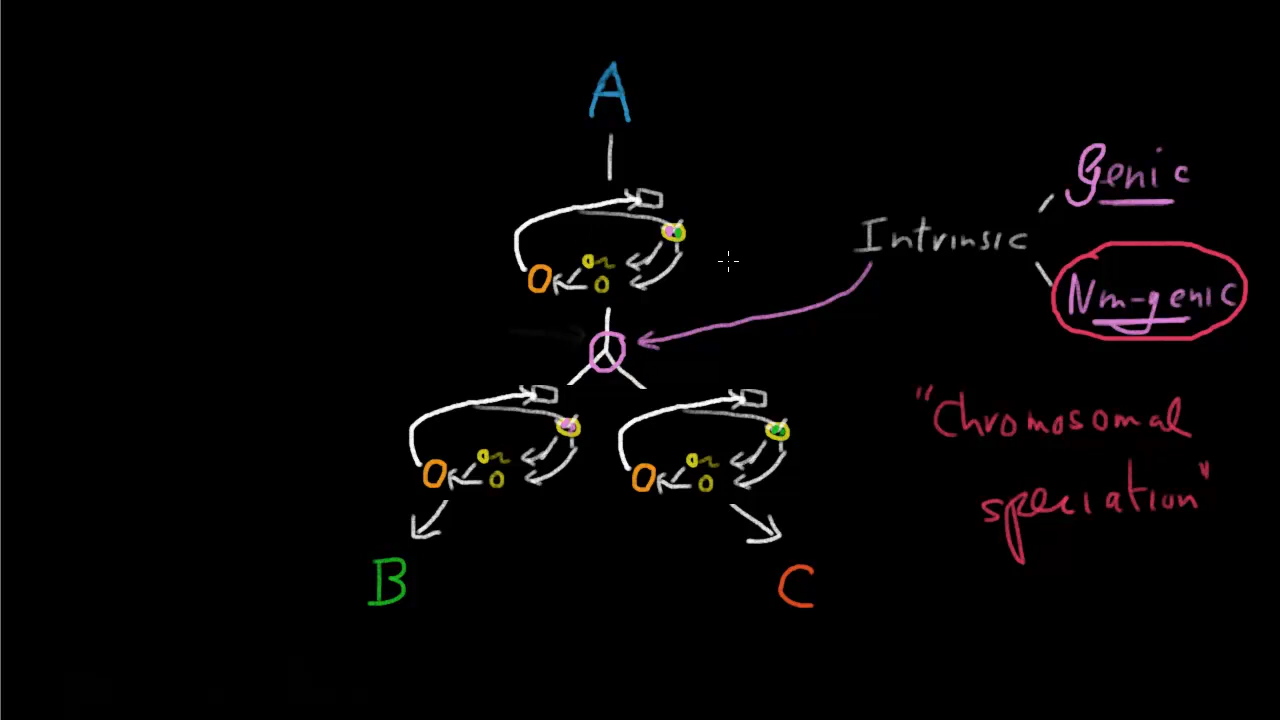 A
Genic
Intrinsic
Non-genic
"Chromosomal
speciation"
B
C